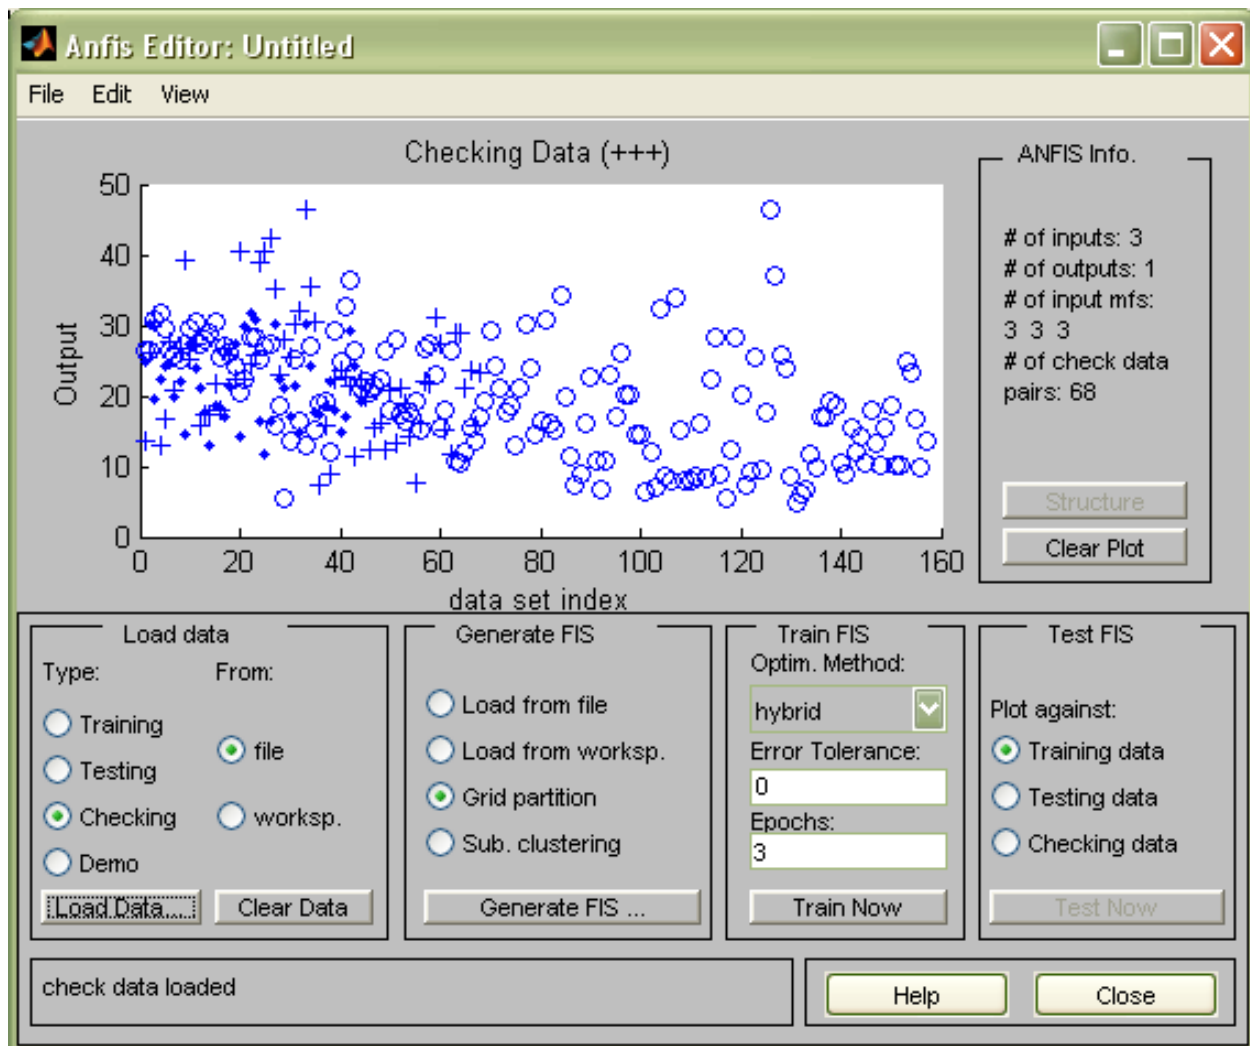 Anfis Editor: Untitled
File Edit View
Checking Data (+++)
50
40
30
20
10
0
Output
0 20 40 60 80 100 120 140 160
data set index
ANFIS Info.
# of inputs: 3
# of outputs: 1
# of input mfs:
3 3 3
# of check data
pairs: 68
Structure
Clear Plot
Load data
Type: From:
Training
Testing
Checking
Demo
file
worksp.
Load Data...
Clear Data
Generate FIS
Load from file
Load from worksp.
Grid partition
Sub. clustering
Generate FIS ...
Train FIS
Optim. Method:
hybrid
Error Tolerance:
0
Epochs:
3
Train Now
Test FIS
Plot against:
Training data
Testing data
Checking data
Test Now
check data loaded
Help
Close